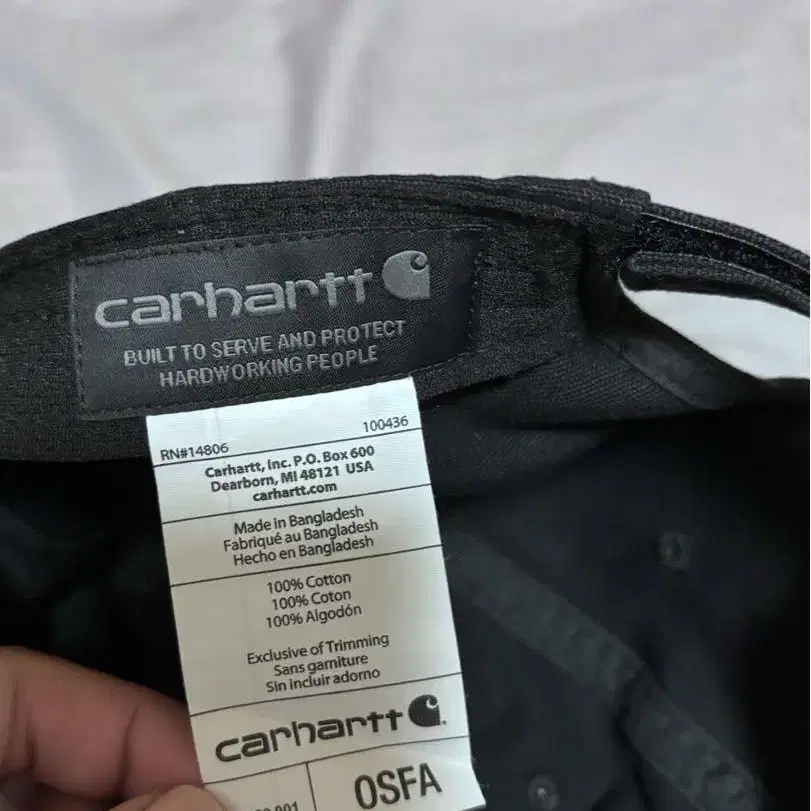 carhartt
BUILT TO SERVE AND PROTECT
HARDWORKING PEOPLE
RN#14806 100436
Carhartt, Inc. P.O. Box 600
Dearborn, MI 48121 USA
carhartt.com
Made in Bangladesh
Fabriqué au Bangladesh
Hecho en Bangladesh
100% Cotton
100% Coton
100% Algodón
Exclusive of Trimming
Sans garniture
Sin incluir adorno
carhartt
OSFA